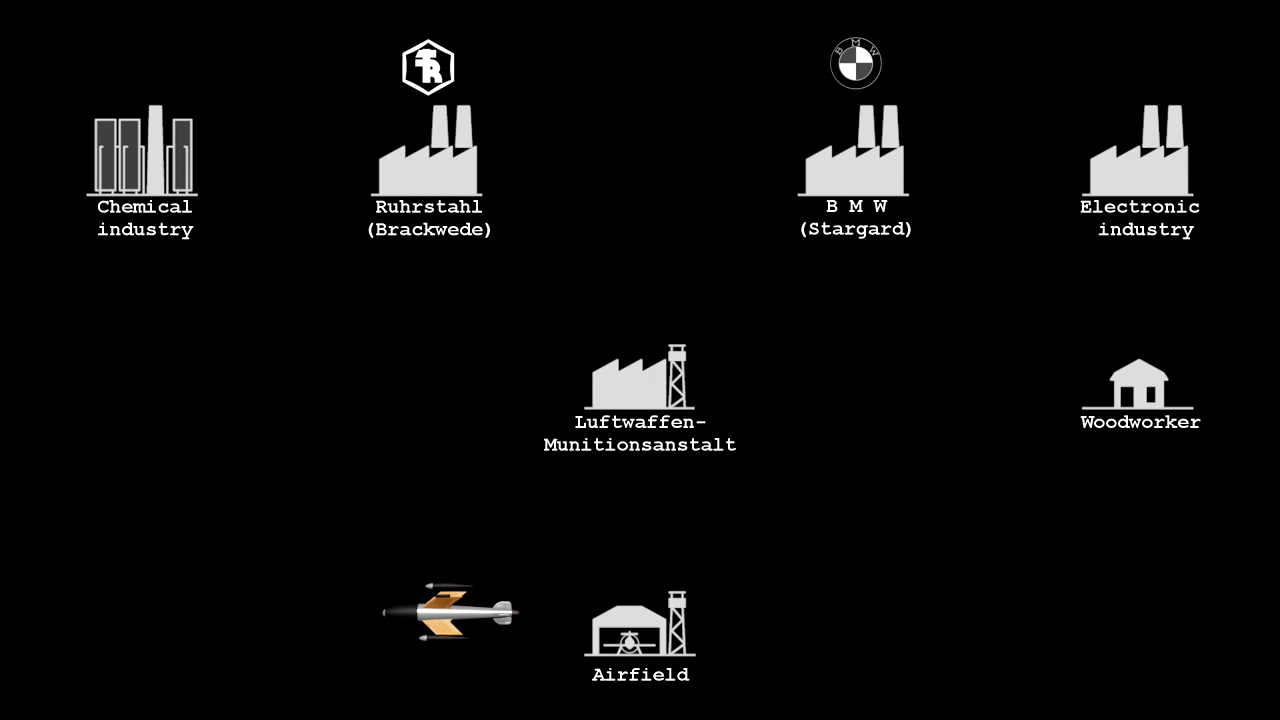 B M W
Chemical
industry
Ruhrstahl
(Brackwede)
B M W
(Stargard)
Electronic
industry
Luftwaffen-
Munitionsanstalt
Woodworker
Airfield